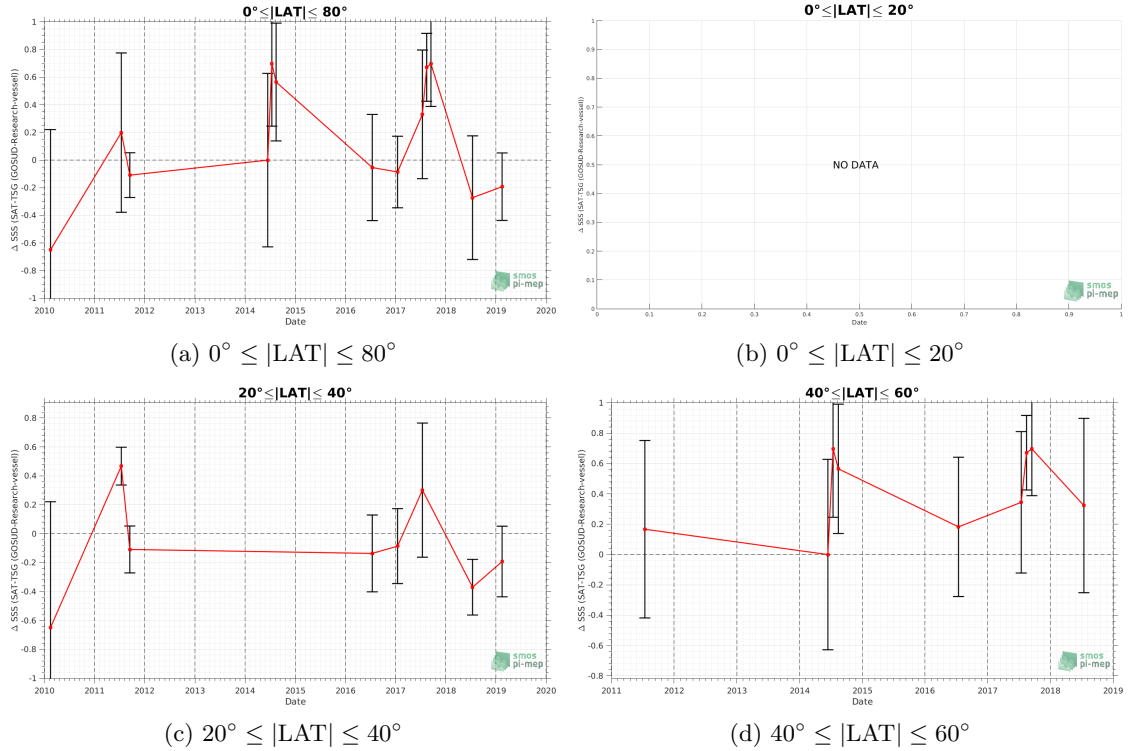 0°≤|LAT|≤ 80°
Δ SSS (SAT-TSG (GOSUD-Research-vessel))
1
0.8
0.6
0.4
0.2
0
-0.2
-0.4
-0.6
-0.8
-1
2010 2011 2012 2013 2014 2015 2016 2017 2018 2019 2020
Date
smos
pi-mep
(a) 0° ≤ |LAT| ≤ 80°
0°≤|LAT|≤ 20°
Δ SSS (SAT-TSG (GOSUD-Research-vessel))
1
0.9
0.8
0.7
0.6
0.5
0.4
0.3
0.2
0.1
0
NO DATA
0 0.1 0.2 0.3 0.4 0.5 0.6 0.7 0.8 0.9 1
Date
smos
pi-mep
(b) 0° ≤ |LAT| ≤ 20°
20°≤|LAT|≤ 40°
Δ SSS (SAT-TSG (GOSUD-Research-vessel))
0.8
0.6
0.4
0.2
0
-0.2
-0.4
-0.6
-0.8
-1
2010 2011 2012 2013 2014 2015 2016 2017 2018 2019 2020
Date
smos
pi-mep
(c) 20° ≤ |LAT| ≤ 40°
40°≤|LAT|≤ 60°
Δ SSS (SAT-TSG (GOSUD-Research-vessel))
1
0.8
0.6
0.4
0.2
0
-0.2
-0.4
-0.6
-0.8
2011 2012 2013 2014 2015 2016 2017 2018 2019
Date
smos
pi-mep
(d) 40° ≤ |LAT| ≤ 60°